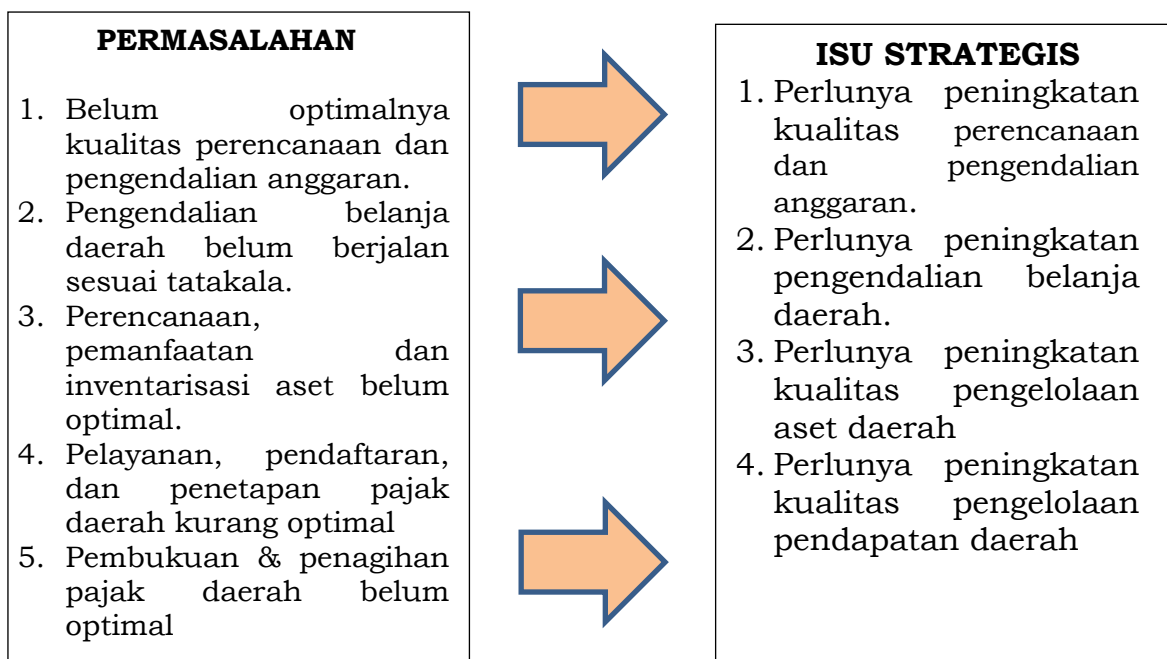 PERMASALAHAN
1. Belum optimalnya
kualitas perencanaan dan
pengendalian anggaran.
2. Pengendalian belanja
daerah belum berjalan
sesuai tatakala.
3. Perencanaan,
pemanfaatan dan
inventarisasi aset belum
optimal.
4. Pelayanan, pendaftaran,
dan penetapan pajak
daerah kurang optimal
5. Pembukuan & penagihan
pajak daerah belum
optimal
ISU STRATEGIS
1. Perlunya peningkatan
kualitas perencanaan
dan pengendalian
anggaran.
2. Perlunya peningkatan
pengendalian belanja
daerah.
3. Perlunya peningkatan
kualitas pengelolaan
aset daerah
4. Perlunya peningkatan
kualitas pengelolaan
pendapatan daerah